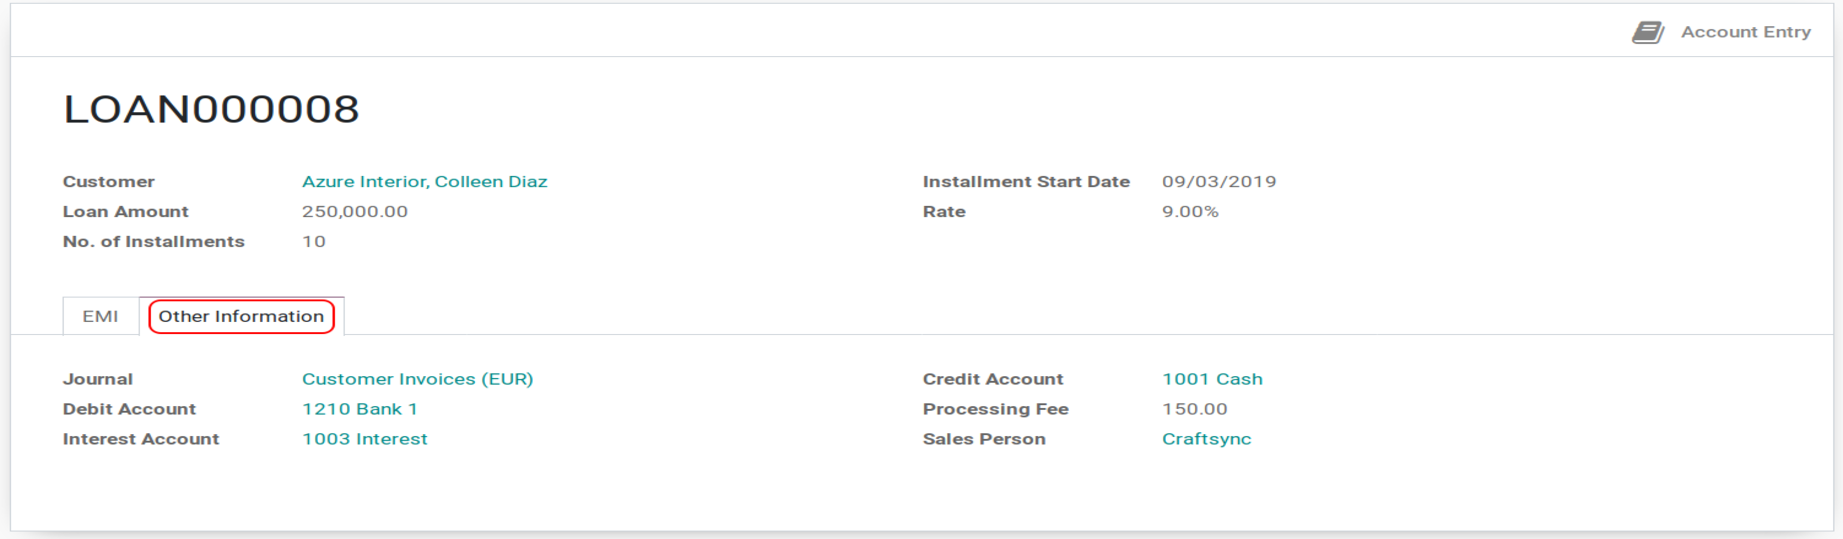 Account Entry
LOAN000008
Customer Azure Interior, Colleen Diaz Installment Start Date 09/03/2019
Loan Amount 250,000.00 Rate 9.00%
No. of Installments 10
EMI Other Information
Journal Customer Invoices (EUR) Credit Account 1001 Cash
Debit Account 1210 Bank 1 Processing Fee 150.00
Interest Account 1003 Interest Sales Person Craftsync